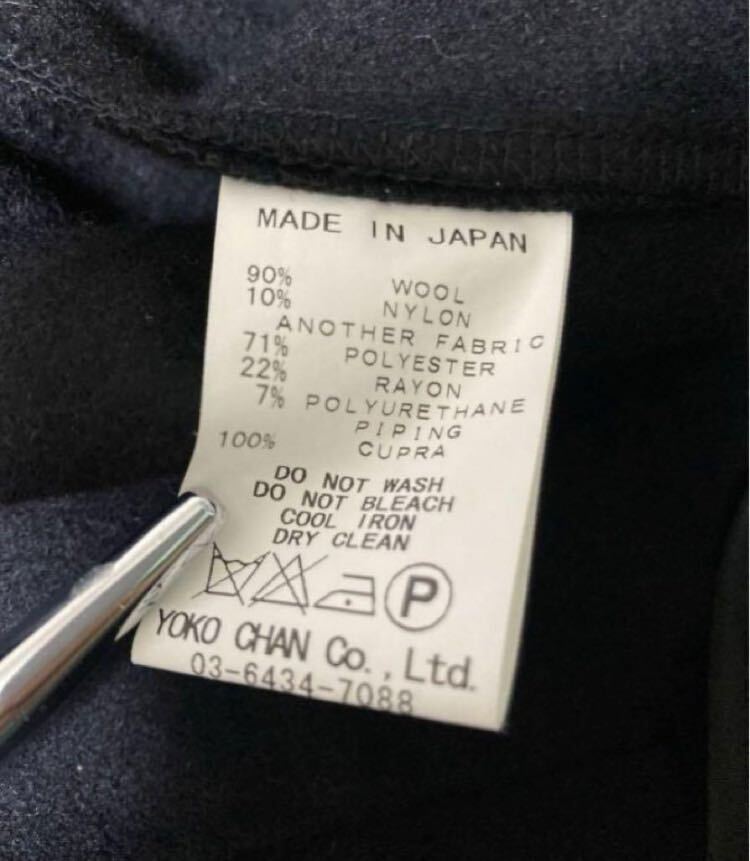 MADE IN JAPAN
90% WOOL
10% NYLON
ANOTHER FABRIC
71% POLYESTER
22% RAYON
7% POLYURETHANE
PIPING
100% CUPRA
DO NOT WASH
DO NOT BLEACH
COOL IRON
DRY CLEAN
P
YOKO CHAN Co.,Ltd.
03-6434-7088